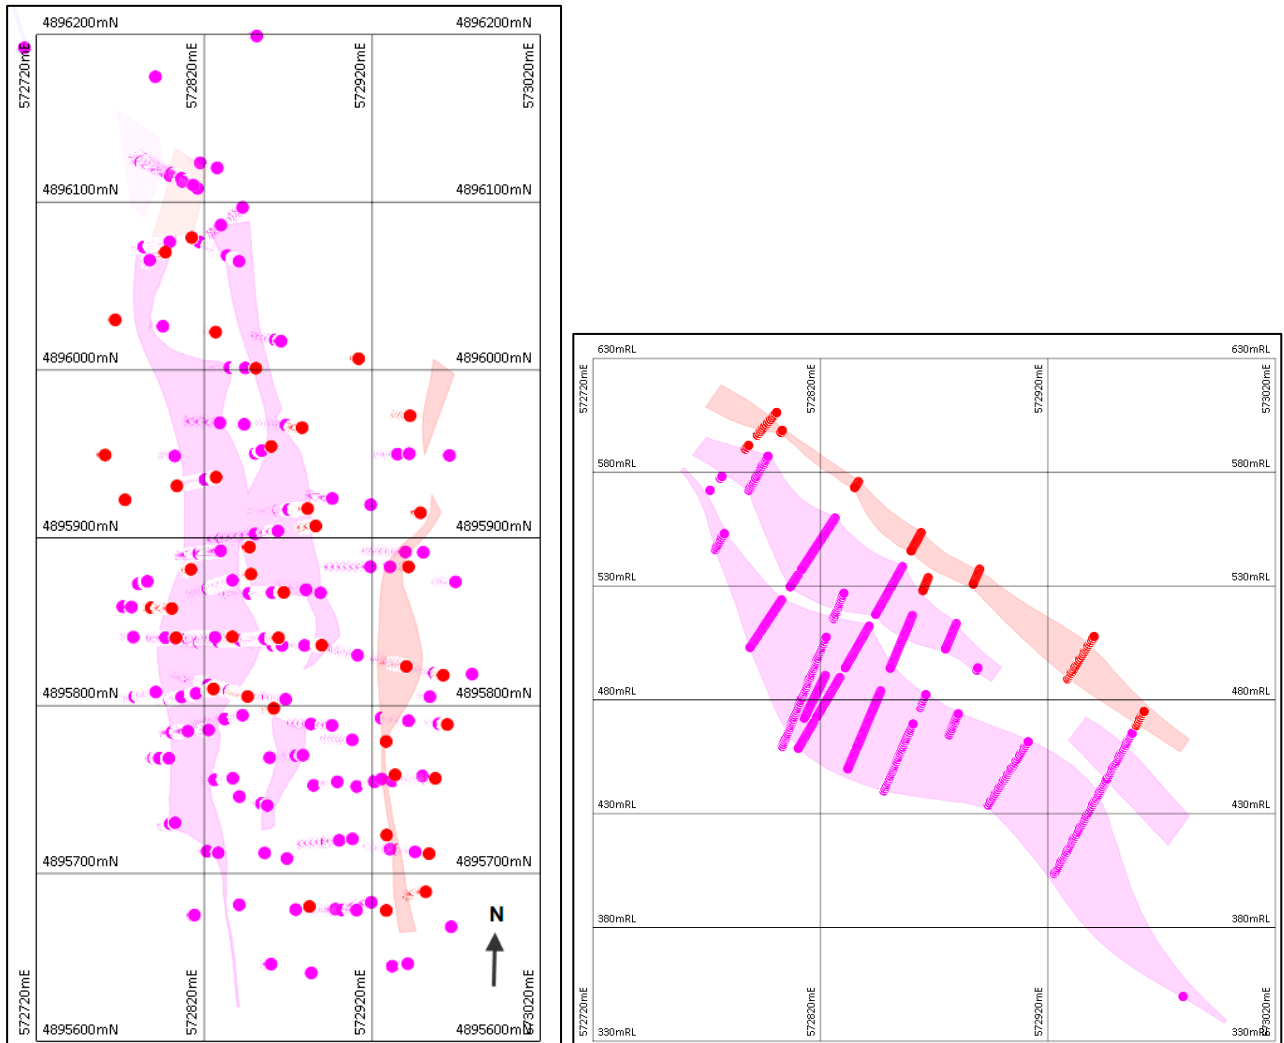 4896200mN 4896200mN
572720mE 572820mE 572920mE 573020mE
4896100mN 4896100mN
4896000mN 4896000mN
4895900mN 4895900mN
4895800mN 4895800mN
4895700mN 4895700mN
N
572720mE 572820mE 572920mE 573020mE
4895600mN 4895600mN
630mRL 630mRL
572720mE 572820mE 572920mE 573020mE
580mRL 580mRL
530mRL 530mRL
480mRL 480mRL
430mRL 430mRL
380mRL 380mRL
572720mE 572820mE 572920mE 573020mE
330mRL 330mRL